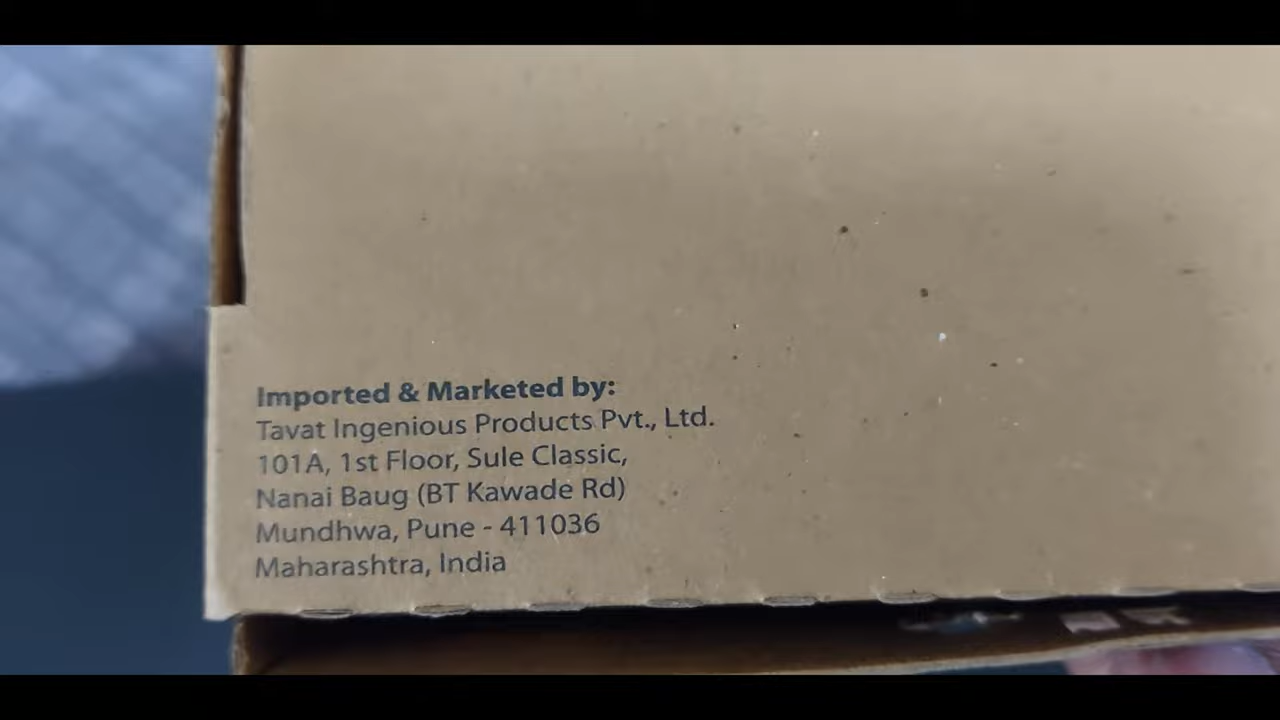 Imported & Marketed by:
Tavat Ingenious Products Pvt., Ltd.
101A, 1st Floor, Sule Classic,
Nanai Baug (BT Kawade Rd)
Mundhwa, Pune - 411036
Maharashtra, India